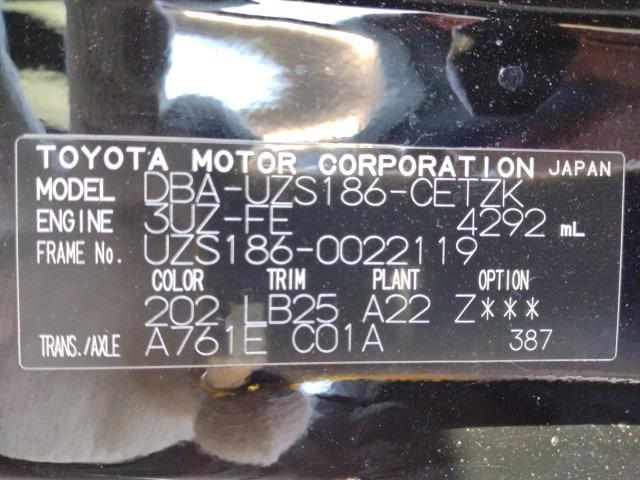 TOYOTA MOTOR CORPORATION JAPAN
MODEL DBA-UZS186-CETZK
ENGINE 3UZ-FE 4292 mL
FRAME No. UZS186-0022119
COLOR TRIM PLANT OPTION
202 LB25 A22 Z***
TRANS./AXLE A761E C01A 387